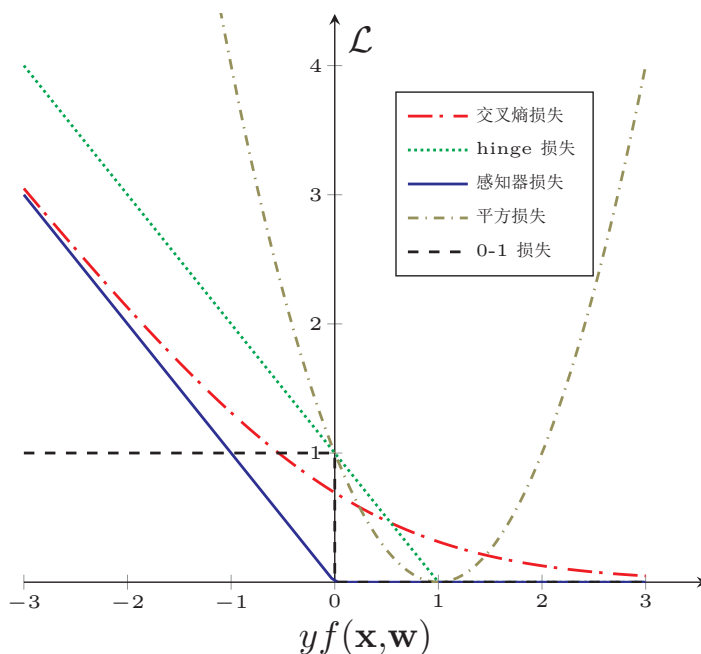 ℒ
4
交叉熵损失
hinge 损失
感知器损失
平方损失
0-1 损失
3
2
1
−3 −2 −1 0 1 2 3
yf(x,w)